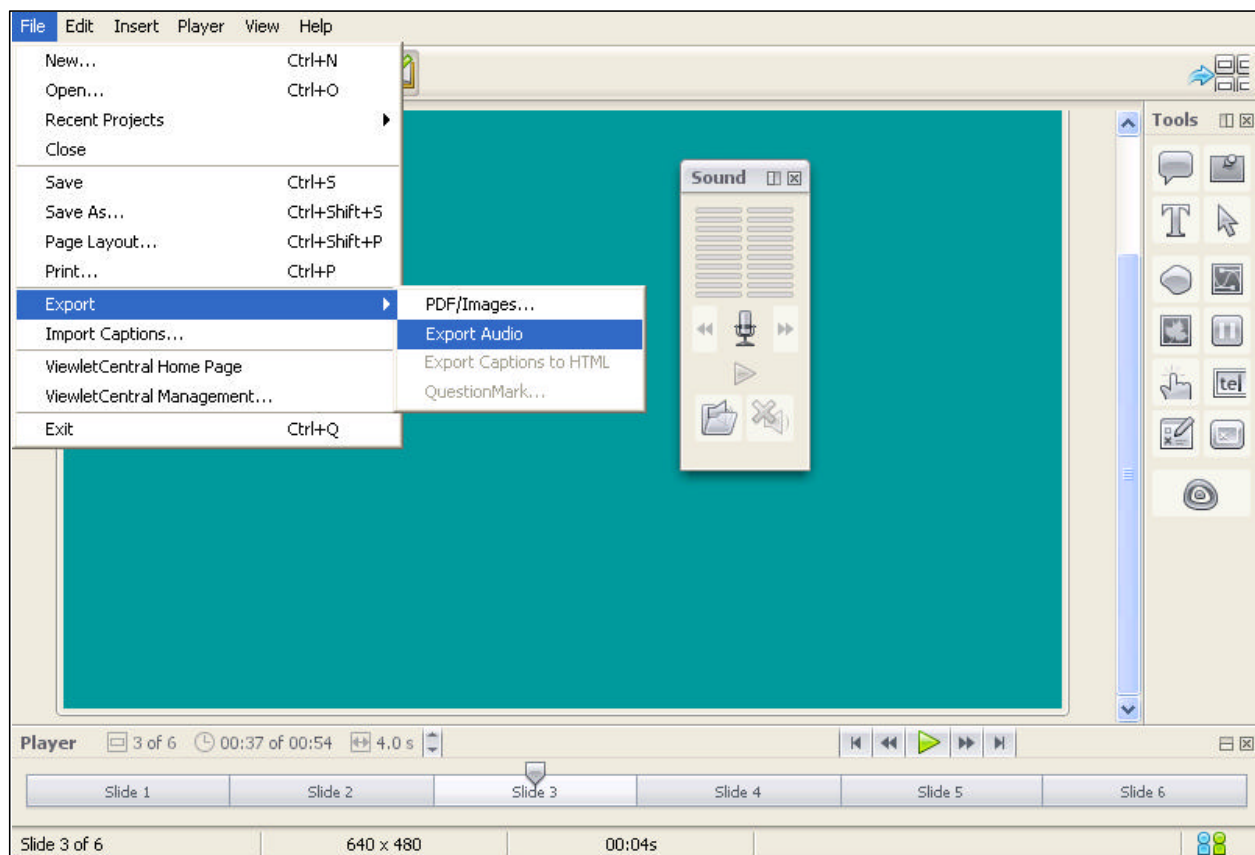 File Edit Insert Player View Help
New... Ctrl+N
Open... Ctrl+O
Recent Projects
Close
Save Ctrl+S
Save As... Ctrl+Shift+S
Page Layout... Ctrl+Shift+P
Print... Ctrl+P
Export
Import Captions...
ViewletCentral Home Page
ViewletCentral Management...
Exit Ctrl+Q
PDF/Images...
Export Audio
Export Captions to HTML
QuestionMark...
Sound
Tools
T
tel
Player 3 of 6 00:37 of 00:54 4.0 s
Slide 1 Slide 2 Slide 3 Slide 4 Slide 5 Slide 6
Slide 3 of 6 640 x 480 00:04s